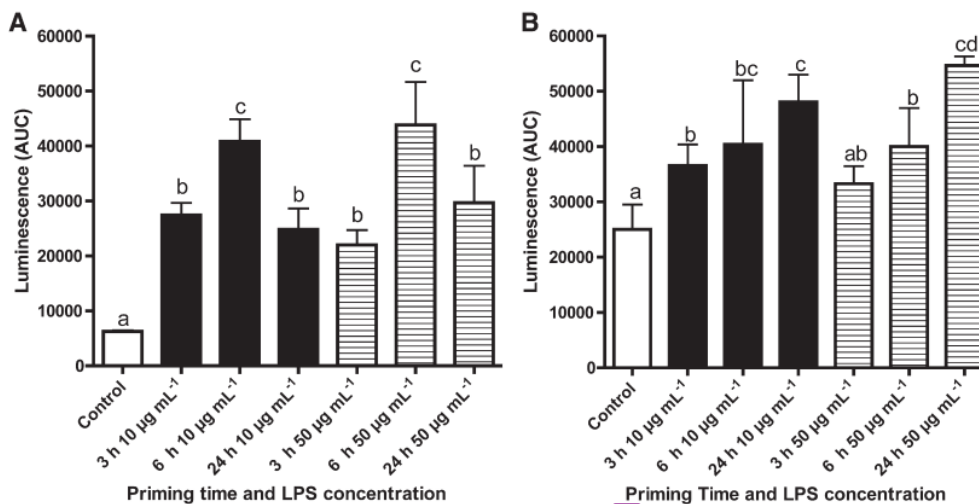 A
60000
50000
40000
30000
20000
10000
0
Luminescence (AUC)
a
b
c
b
b
c
b
Control
3 h 10 µg mL⁻¹
6 h 10 µg mL⁻¹
24 h 10 µg mL⁻¹
3 h 50 µg mL⁻¹
6 h 50 µg mL⁻¹
24 h 50 µg mL⁻¹
Priming time and LPS concentration
B
60000
50000
40000
30000
20000
10000
0
Luminescence (AUC)
a
b
bc
c
ab
b
cd
Control
3 h 10 µg mL⁻¹
6 h 10 µg mL⁻¹
24 h 10 µg mL⁻¹
3 h 50 µg mL⁻¹
6 h 50 µg mL⁻¹
24 h 50 µg mL⁻¹
Priming Time and LPS concentration